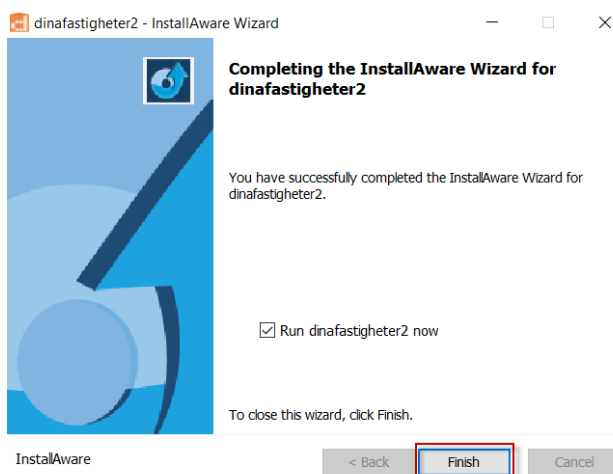 dinafastigheter2 - InstallAware Wizard
Completing the InstallAware Wizard for
dinafastigheter2
You have successfully completed the InstallAware Wizard for
dinafastigheter2.
Run dinafastigheter2 now
To close this wizard, click Finish.
InstallAware
< Back Finish Cancel